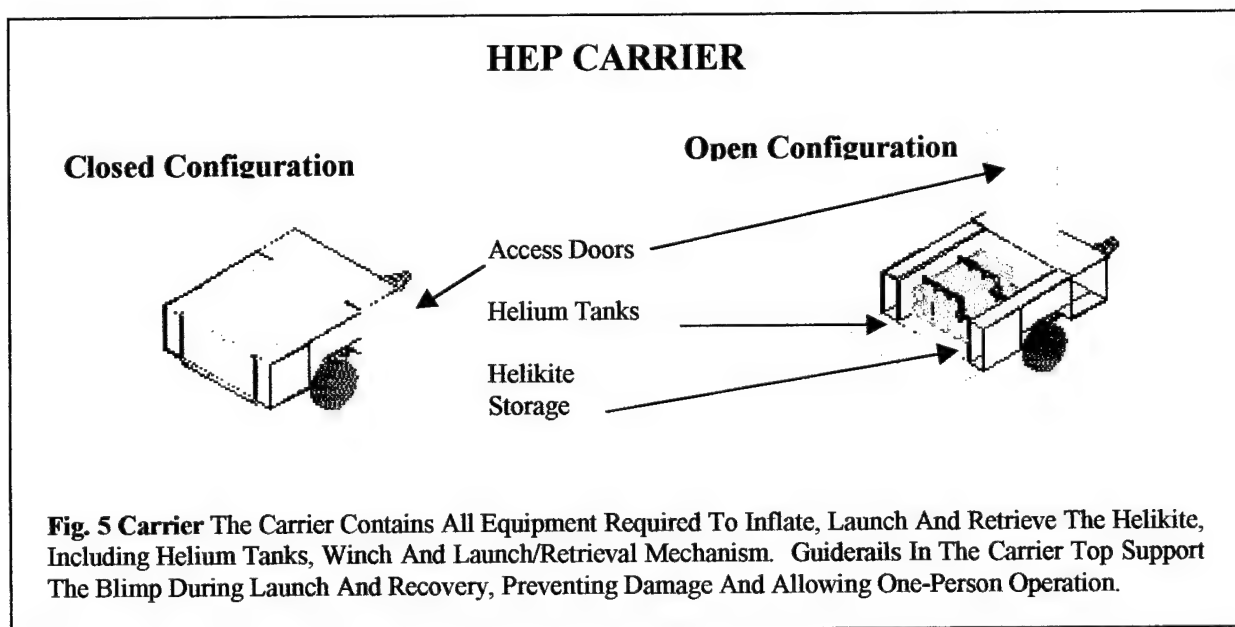 HEP CARRIER
Closed Configuration
Open Configuration
Access Doors
Helium Tanks
Helikite
Storage
Fig. 5 Carrier The Carrier Contains All Equipment Required To Inflate, Launch And Retrieve The Helikite,
Including Helium Tanks, Winch And Launch/Retrieval Mechanism. Guiderails In The Carrier Top Support
The Blimp During Launch And Recovery, Preventing Damage And Allowing One-Person Operation.